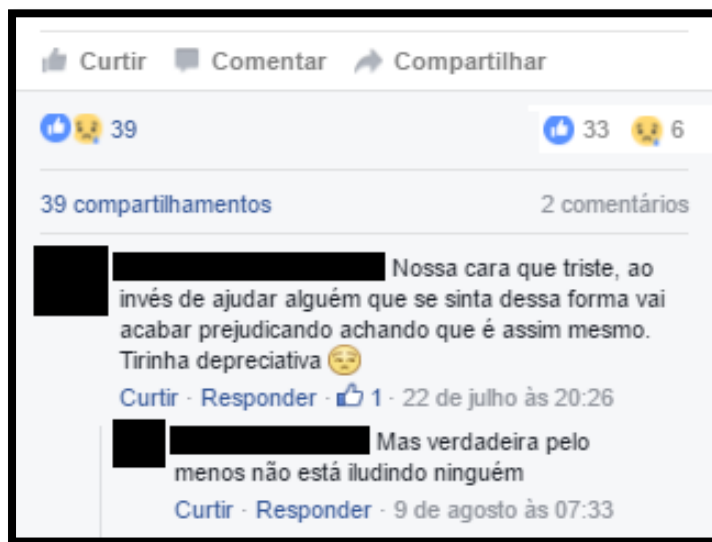 Curtir Comentar Compartilhar
39 33 6
39 compartilhamentos 2 comentários
Nossa cara que triste, ao
invés de ajudar alguém que se sinta dessa forma vai
acabar prejudicando achando que é assim mesmo.
Tirinha depreciativa
Curtir · Responder · 1 · 22 de julho às 20:26
Mas verdadeira pelo
menos não está iludindo ninguém
Curtir · Responder · 9 de agosto às 07:33